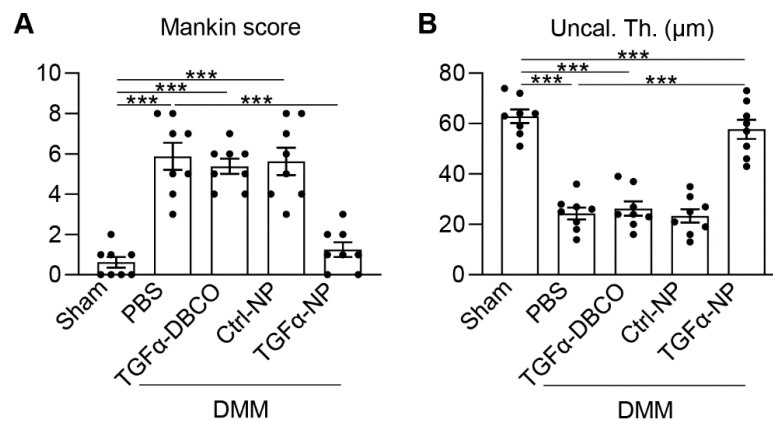 A Mankin score
***
***
*** ***
10
8
6
4
2
0
Sham
PBS
TGFα-DBCO
Ctrl-NP
TGFα-NP
DMM
B Uncal. Th. (μm)
***
***
*** ***
80
60
40
20
0
Sham
PBS
TGFα-DBCO
Ctrl-NP
TGFα-NP
DMM